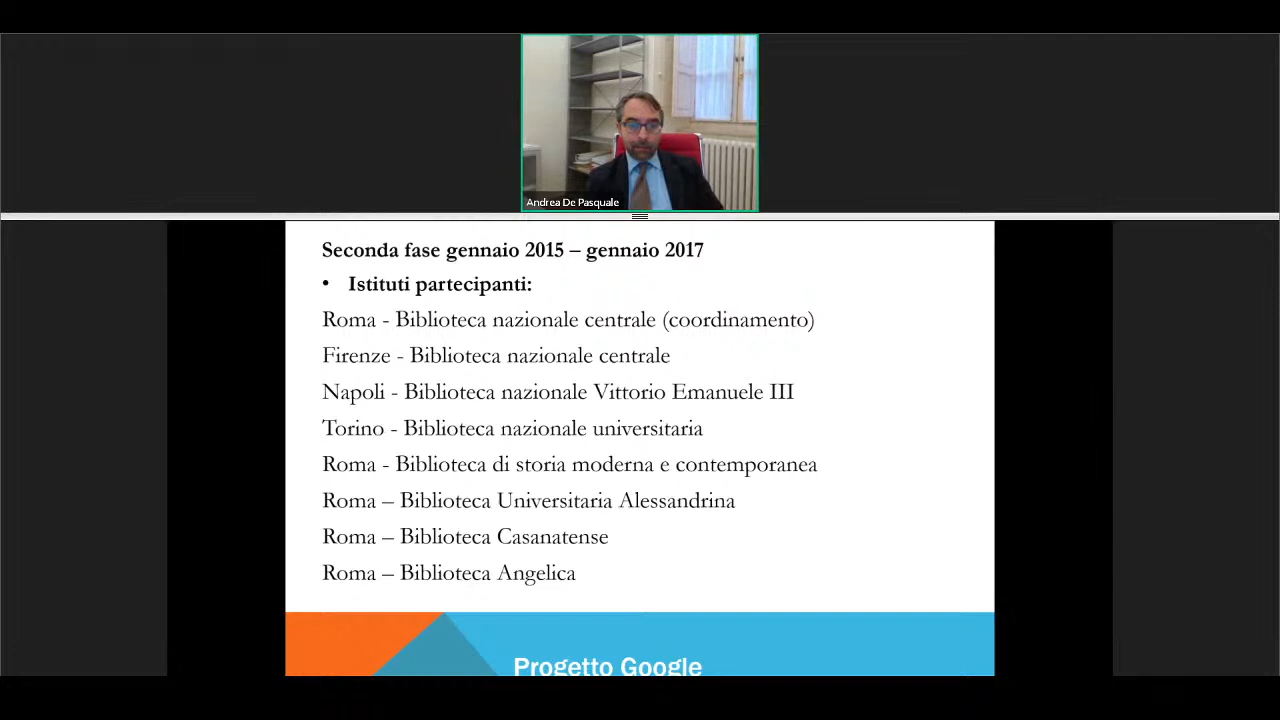 Andrea De Pasquale
Seconda fase gennaio 2015 – gennaio 2017
• Istituti partecipanti:
Roma - Biblioteca nazionale centrale (coordinamento)
Firenze - Biblioteca nazionale centrale
Napoli - Biblioteca nazionale Vittorio Emanuele III
Torino - Biblioteca nazionale universitaria
Roma - Biblioteca di storia moderna e contemporanea
Roma – Biblioteca Universitaria Alessandrina
Roma – Biblioteca Casanatense
Roma – Biblioteca Angelica
Progetto Google